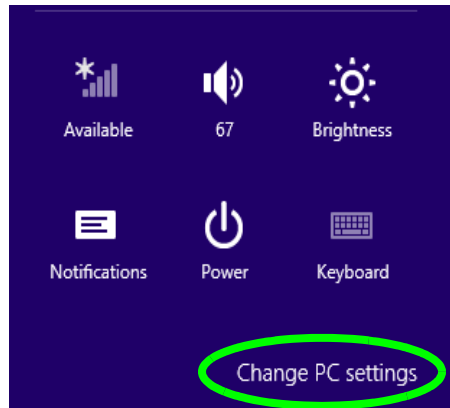 Available 67 Brightness
Notifications Power Keyboard
Change PC settings